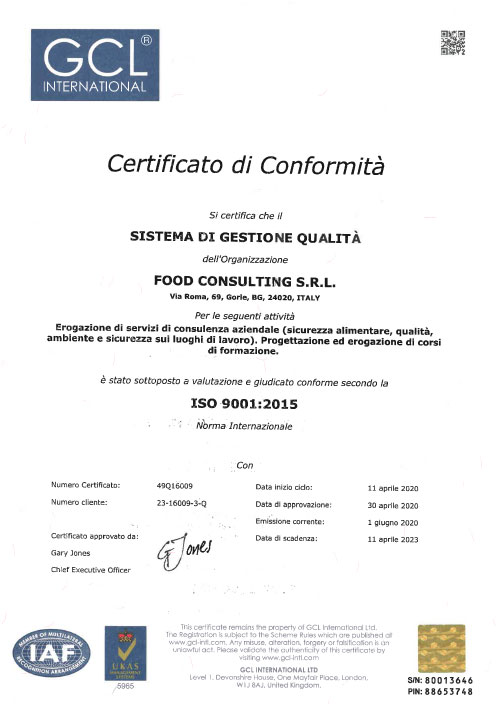 GCL®
INTERNATIONAL
Certificato di Conformità
Si certifica che il
SISTEMA DI GESTIONE QUALITÀ
dell'Organizzazione
FOOD CONSULTING S.R.L.
Via Roma, 69, Gorle, BG, 24020, ITALY
Per le seguenti attività
Erogazione di servizi di consulenza aziendale (sicurezza alimentare, qualità,
ambiente e sicurezza sui luoghi di lavoro). Progettazione ed erogazione di corsi
di formazione.
è stato sottoposto a valutazione e giudicato conforme secondo la
ISO 9001:2015
Norma Internazionale
Con
Numero Certificato: 49Q16009
Numero cliente: 23-16009-3-Q
Certificato approvato da:
Gary Jones
Chief Executive Officer
G Jones
Data inizio ciclo: 11 aprile 2020
Data di approvazione: 30 aprile 2020
Emissione corrente: 1 giugno 2020
Data di scadenza: 11 aprile 2023
MEMBER OF MULTILATERAL
IAF
RECOGNITION ARRANGEMENT
UKAS
MANAGEMENT
SYSTEMS
5965
This certificate remains the property of GCL International Ltd.
The Registration is subject to the Scheme Rules which are published at
www.gcl-intl.com. Any misuse, alteration, forgery or falsification is an
unlawful act. Please validate the authenticity of this certificate by
visiting www.gcl-intl.com
GCL INTERNATIONAL LTD
Level 1, Devonshire House, One Mayfair Place, London,
W1J 8AJ, United Kingdom.
S/N: 80013646
PIN: 88653748